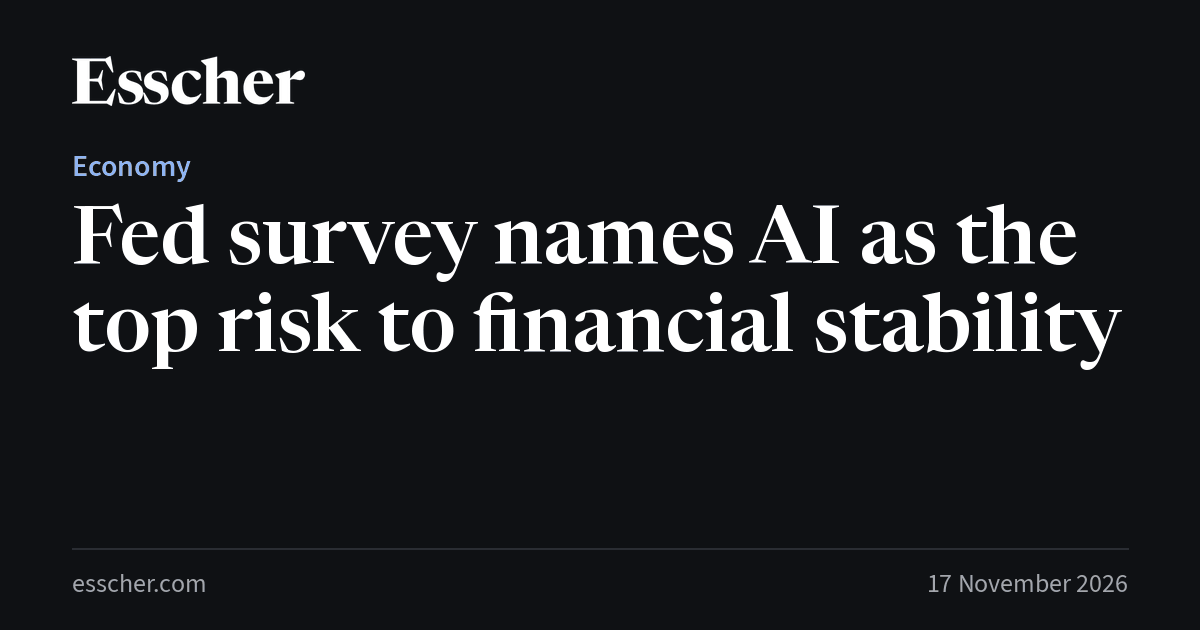 Esscher
Economy
Fed survey names AI as the
top risk to financial stability
esscher.com
17 November 2026